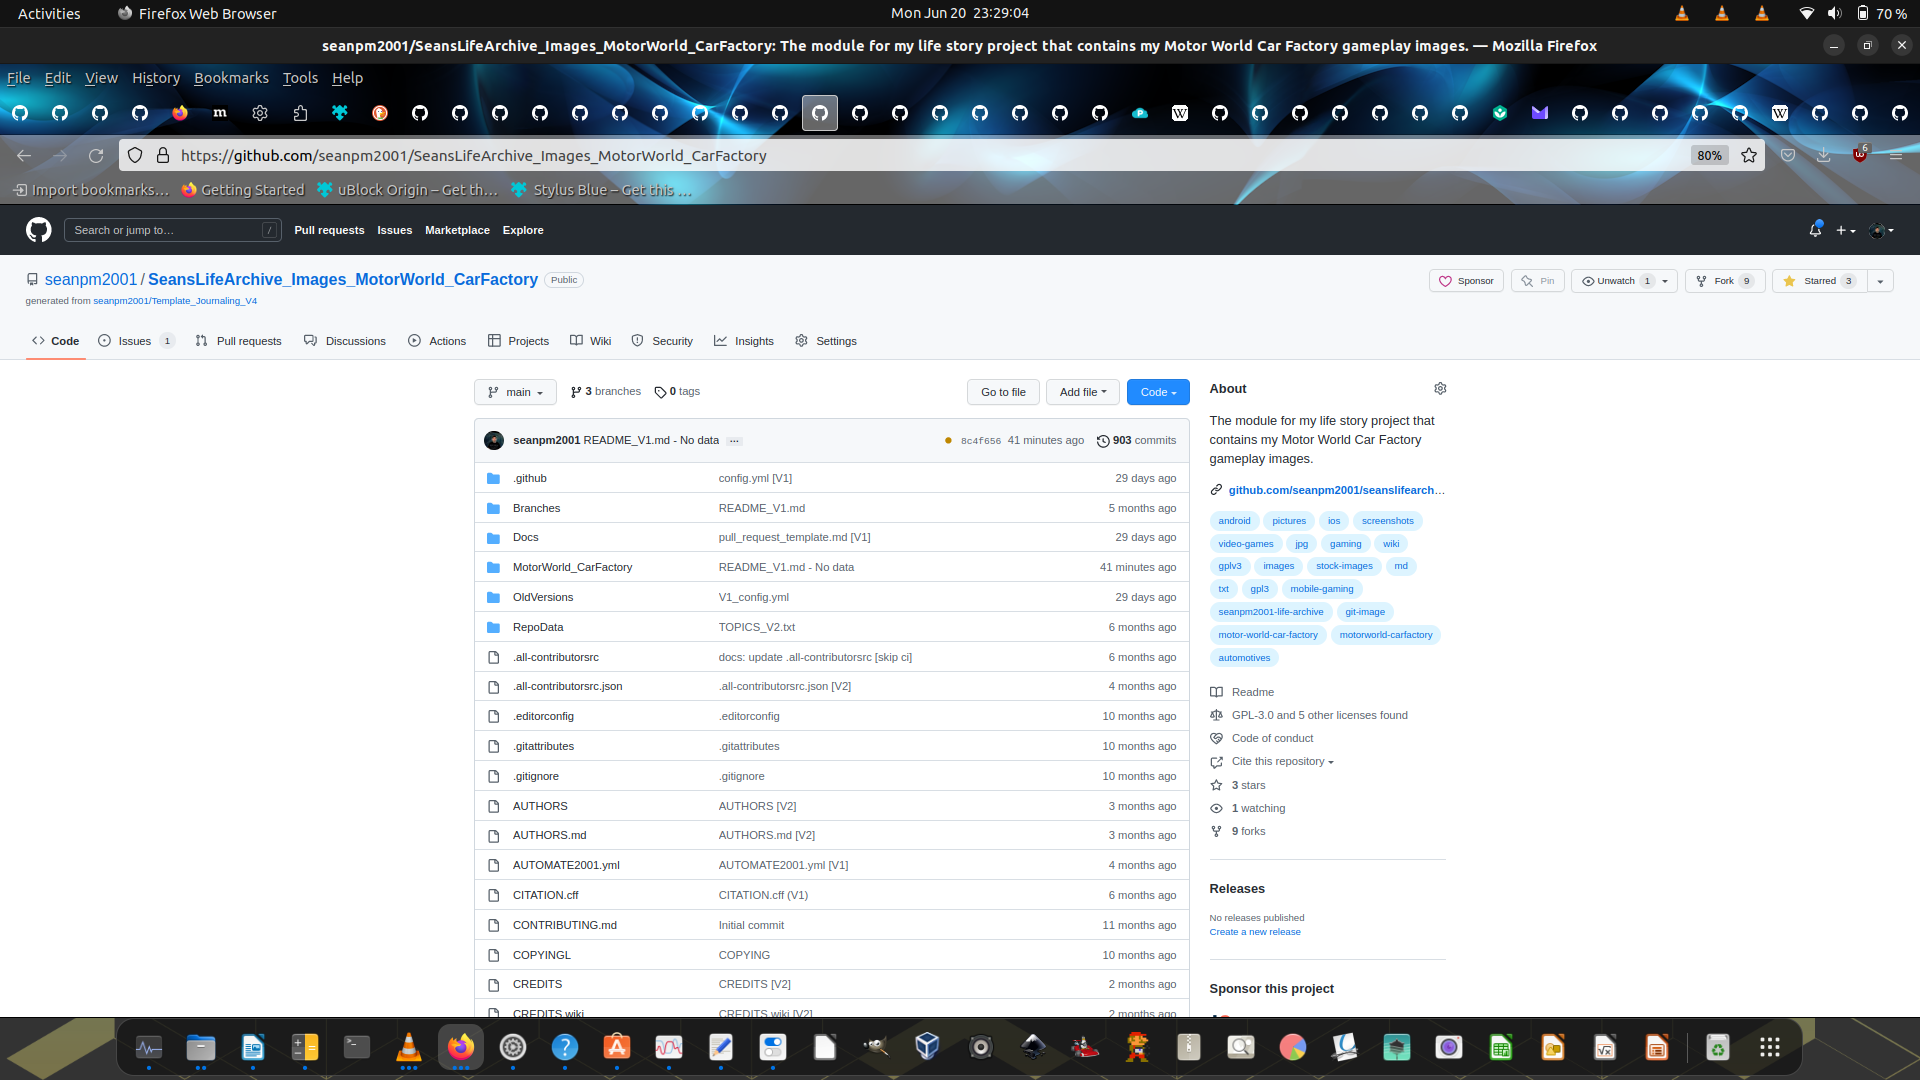 Activities Firefox Web Browser Mon Jun 20 23:29:04 70 %
seanpm2001/SeansLifeArchive_Images_MotorWorld_CarFactory: The module for my life story project that contains my Motor World Car Factory gameplay images. — Mozilla Firefox
File Edit View History Bookmarks Tools Help
https://github.com/seanpm2001/SeansLifeArchive_Images_MotorWorld_CarFactory 80% 6
Import bookmarks… Getting Started uBlock Origin – Get th… Stylus Blue – Get this …
Search or jump to… / Pull requests Issues Marketplace Explore
seanpm2001 / SeansLifeArchive_Images_MotorWorld_CarFactory Public Sponsor Pin Unwatch 1 Fork 9 Starred 3
generated from seanpm2001/Template_Journaling_V4
Code Issues 1 Pull requests Discussions Actions Projects Wiki Security Insights Settings
main 3 branches 0 tags Go to file Add file Code
seanpm2001 README_V1.md - No data ... 8c4f656 41 minutes ago 903 commits
.github config.yml [V1] 29 days ago
Branches README_V1.md 5 months ago
Docs pull_request_template.md [V1] 29 days ago
MotorWorld_CarFactory README_V1.md - No data 41 minutes ago
OldVersions V1_config.yml 29 days ago
RepoData TOPICS_V2.txt 6 months ago
.all-contributorsrc docs: update .all-contributorsrc [skip ci] 6 months ago
.all-contributorsrc.json .all-contributorsrc.json [V2] 4 months ago
.editorconfig .editorconfig 10 months ago
.gitattributes .gitattributes 10 months ago
.gitignore .gitignore 10 months ago
AUTHORS AUTHORS [V2] 3 months ago
AUTHORS.md AUTHORS.md [V2] 3 months ago
AUTOMATE2001.yml AUTOMATE2001.yml [V1] 4 months ago
CITATION.cff CITATION.cff (V1) 6 months ago
CONTRIBUTING.md Initial commit 11 months ago
COPYINGL COPYING 10 months ago
CREDITS CREDITS [V2] 2 months ago
CREDITS.wiki CREDITS.wiki [V2] 2 months ago
About
The module for my life story project that
contains my Motor World Car Factory
gameplay images.
github.com/seanpm2001/seanslifearch…
android pictures ios screenshots
video-games jpg gaming wiki
gplv3 images stock-images md
txt gpl3 mobile-gaming
seanpm2001-life-archive git-image
motor-world-car-factory motorworld-carfactory
automotives
Readme
GPL-3.0 and 5 other licenses found
Code of conduct
Cite this repository
3 stars
1 watching
9 forks
Releases
No releases published
Create a new release
Sponsor this project